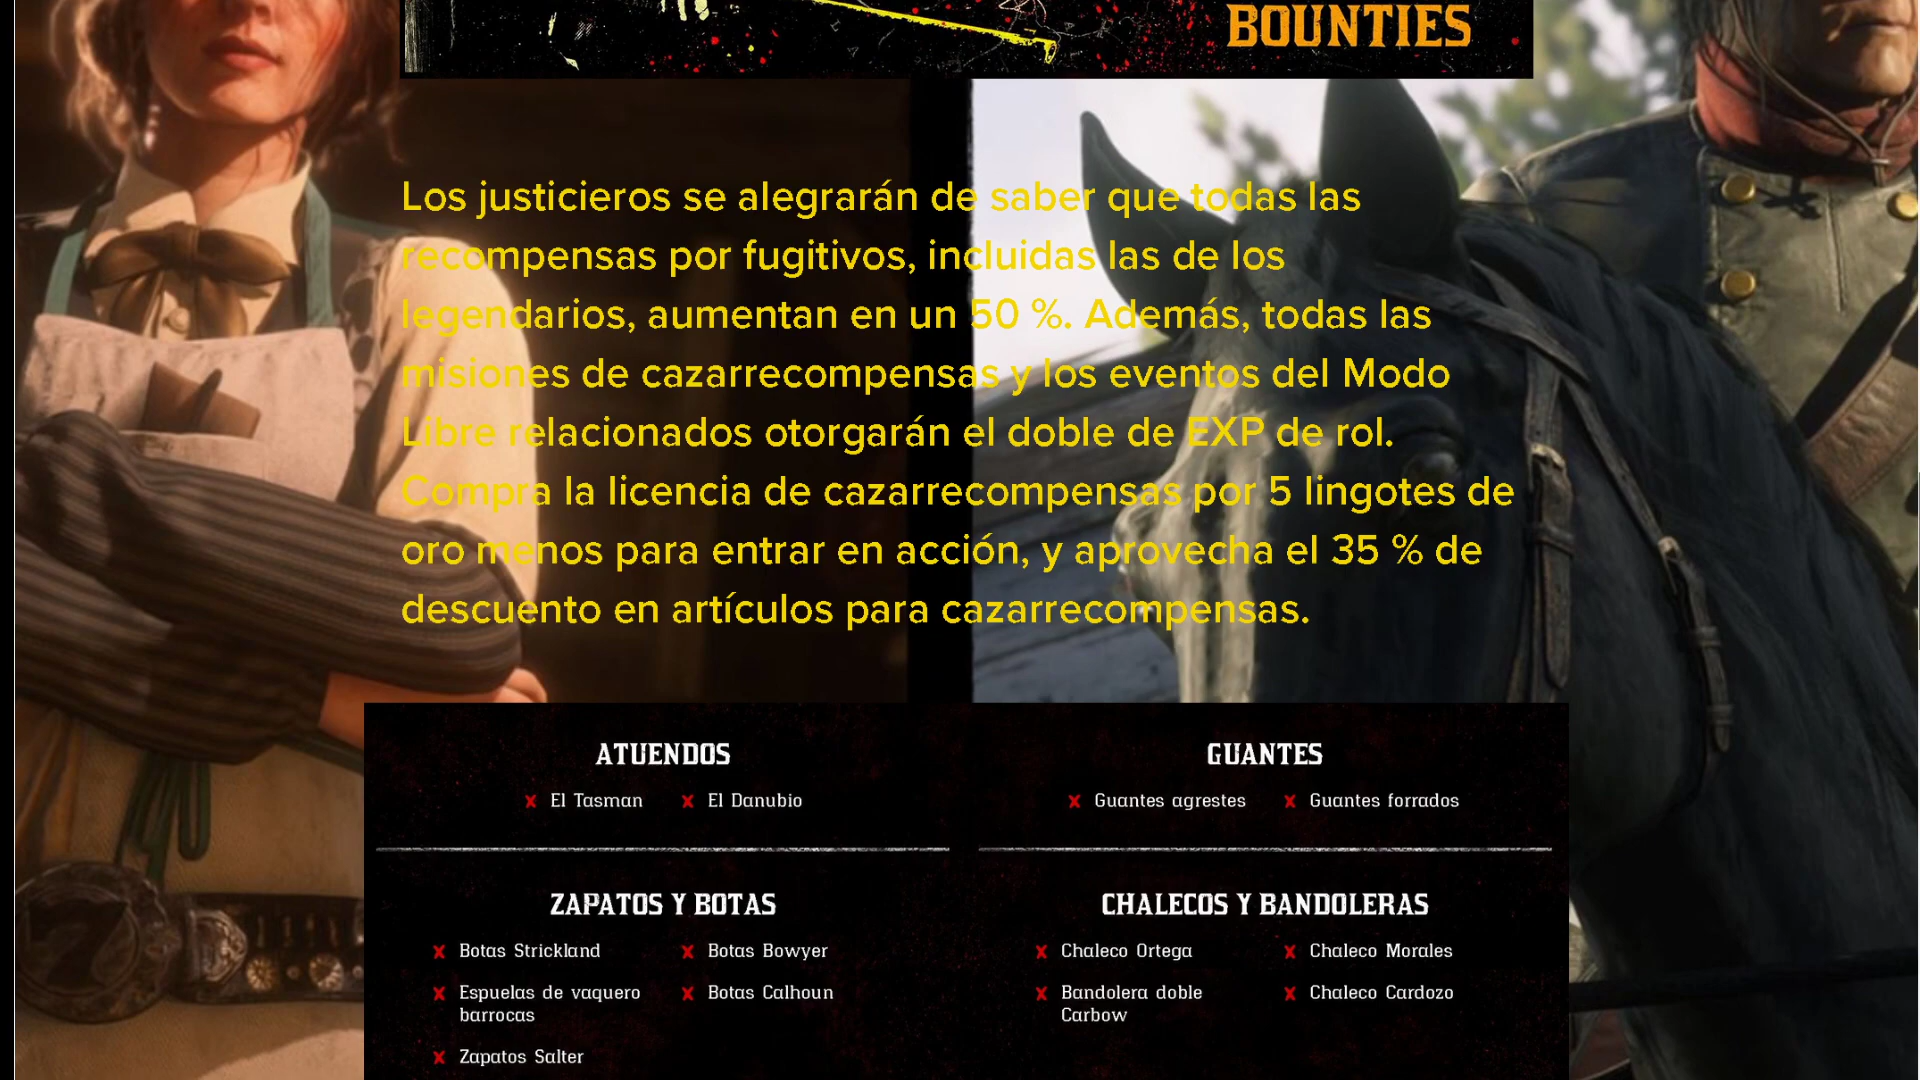 BOUNTIES
Los justicieros se alegrarán de saber que todas las
recompensas por fugitivos, incluidas las de los
legendarios, aumentan en un 50 %. Además, todas las
misiones de cazarrecompensas y los eventos del Modo
Libre relacionados otorgarán el doble de EXP de rol.
Compra la licencia de cazarrecompensas por 5 lingotes de
oro menos para entrar en acción, y aprovecha el 35 % de
descuento en artículos para cazarrecompensas.
ATUENDOS
El Tasman
El Danubio
GUANTES
Guantes agrestes
Guantes forrados
ZAPATOS Y BOTAS
Botas Strickland
Botas Bowyer
Espuelas de vaquero
barrocas
Botas Calhoun
Zapatos Salter
CHALECOS Y BANDOLERAS
Chaleco Ortega
Chaleco Morales
Bandolera doble
Carbow
Chaleco Cardozo